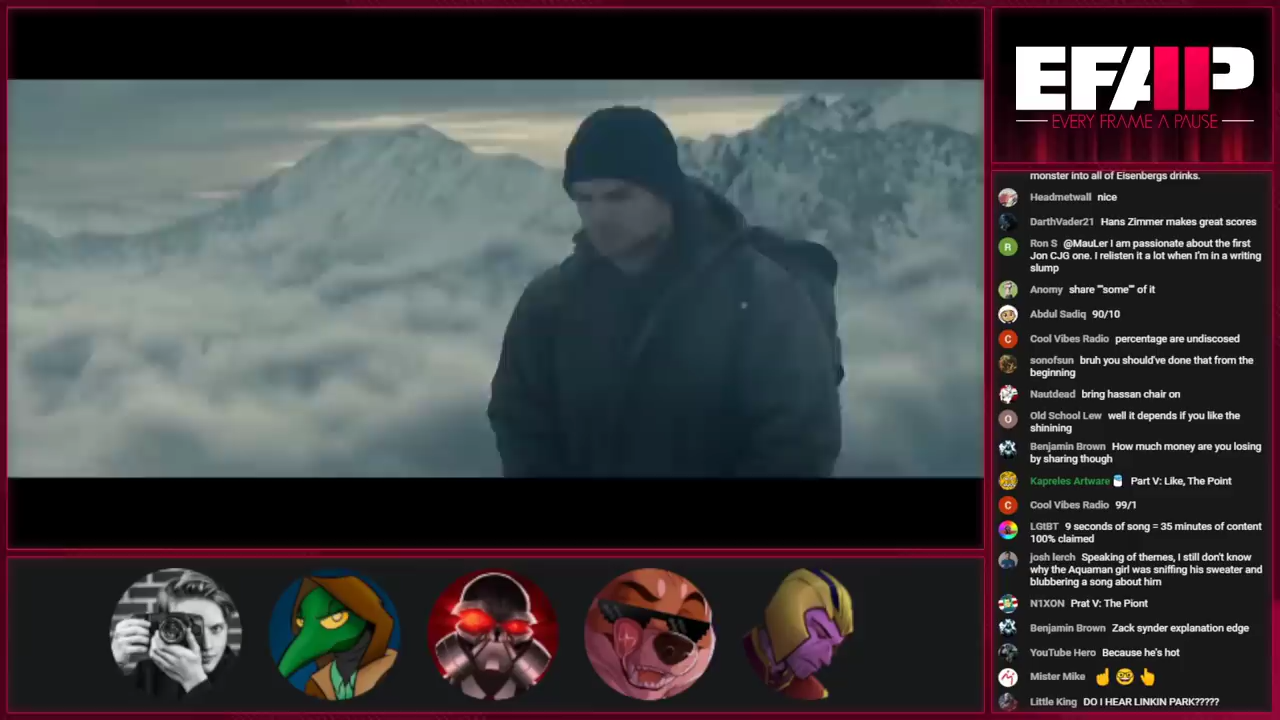 EFAP
EVERY FRAME A PAUSE
monster into all of Eisenbergs drinks.
Headmetwall nice
DarthVader21 Hans Zimmer makes great scores
Ron S @MauLer I am passionate about the first
Jon CJG one. I relisten it a lot when I'm in a writing
slump
Anomy share ""some"" of it
Abdul Sadiq 90/10
Cool Vibes Radio percentage are undiscosed
sonofsun bruh you should've done that from the
beginning
Nautdead bring hassan chair on
Old School Lew well it depends if you like the
shinining
Benjamin Brown How much money are you losing
by sharing though
Kapreles Artware Part V: Like, The Point
Cool Vibes Radio 99/1
LGtBT 9 seconds of song = 35 minutes of content
100% claimed
josh lerch Speaking of themes, I still don't know
why the Aquaman girl was sniffing his sweater and
blubbering a song about him
N1XON Prat V: The Piont
Benjamin Brown Zack synder explanation edge
YouTube Hero Because he's hot
Mister Mike ☝️🤓👆
Little King DO I HEAR LINKIN PARK?????
R
C
O
C